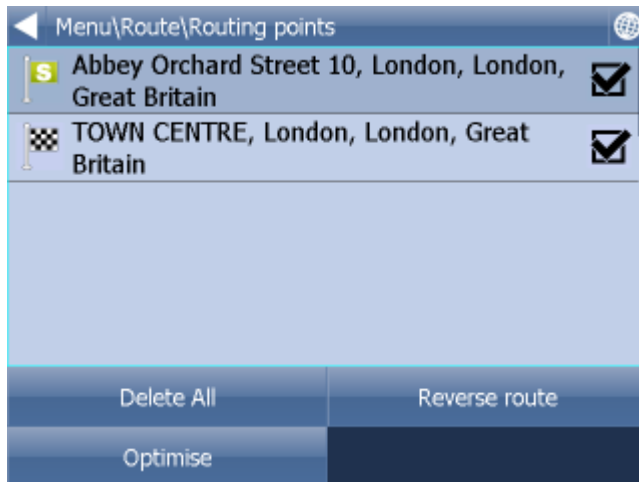 Menu\Route\Routing points
S
Abbey Orchard Street 10, London, London,
Great Britain
TOWN CENTRE, London, London, Great
Britain
Delete All
Reverse route
Optimise